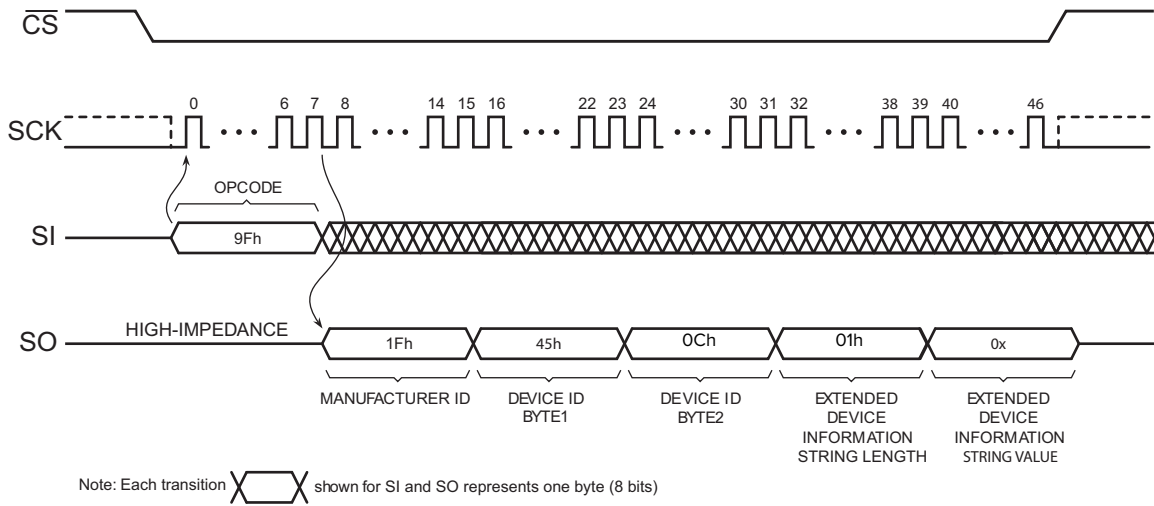 CS
0 6 7 8 14 15 16 22 23 24 30 31 32 38 39 40 46
SCK
OPCODE
SI
9Fh
HIGH-IMPEDANCE
SO
1Fh 45h 0Ch 01h 0x
MANUFACTURER ID
DEVICE ID
BYTE1
DEVICE ID
BYTE2
EXTENDED
DEVICE
INFORMATION
STRING LENGTH
EXTENDED
DEVICE
INFORMATION
STRING VALUE
Note: Each transition shown for SI and SO represents one byte (8 bits)